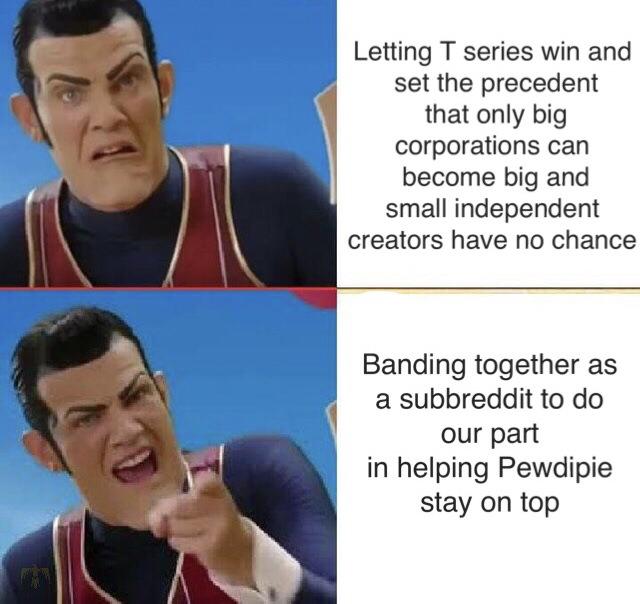 Letting T series win and
set the precedent
that only big
corporations can
become big and
small independent
creators have no chance
Banding together as
a subbreddit to do
our part
in helping Pewdipie
stay on top